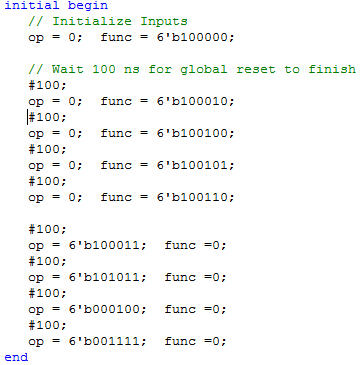 initial begin
// Initialize Inputs
op = 0; func = 6'b100000;
// Wait 100 ns for global reset to finish
#100;
op = 0; func = 6'b100010;
#100;
op = 0; func = 6'b100100;
#100;
op = 0; func = 6'b100101;
#100;
op = 0; func = 6'b100110;
#100;
op = 6'b100011; func =0;
#100;
op = 6'b101011; func =0;
#100;
op = 6'b000100; func =0;
#100;
op = 6'b001111; func =0;
end